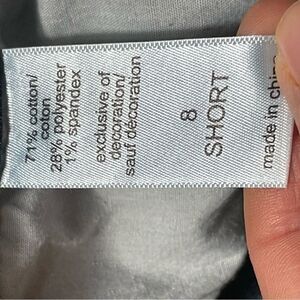 71% cotton/
coton
28% polyester
1% spandex
exclusive of
decoration/
sauf décoration
8
SHORT
made in china